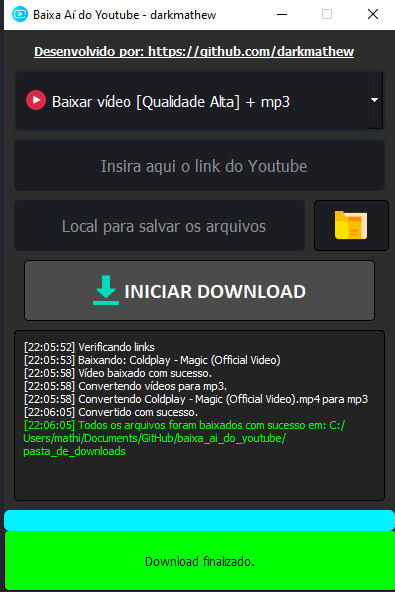 Baixa Aí do Youtube - darkmathew
Desenvolvido por: https://github.com/darkmathew
Baixar vídeo [Qualidade Alta] + mp3
Insira aqui o link do Youtube
Local para salvar os arquivos
INICIAR DOWNLOAD
[22:05:52] Verificando links
[22:05:53] Baixando: Coldplay - Magic (Official Video)
[22:05:58] Vídeo baixado com sucesso.
[22:05:58] Convertendo vídeos para mp3.
[22:05:58] Convertendo Coldplay - Magic (Official Video).mp4 para mp3
[22:06:05] Convertido com sucesso.
[22:06:05] Todos os arquivos foram baixados com sucesso em: C:/
Users/mathi/Documents/GitHub/baixa_ai_do_youtube/
pasta_de_downloads
Download finalizado.